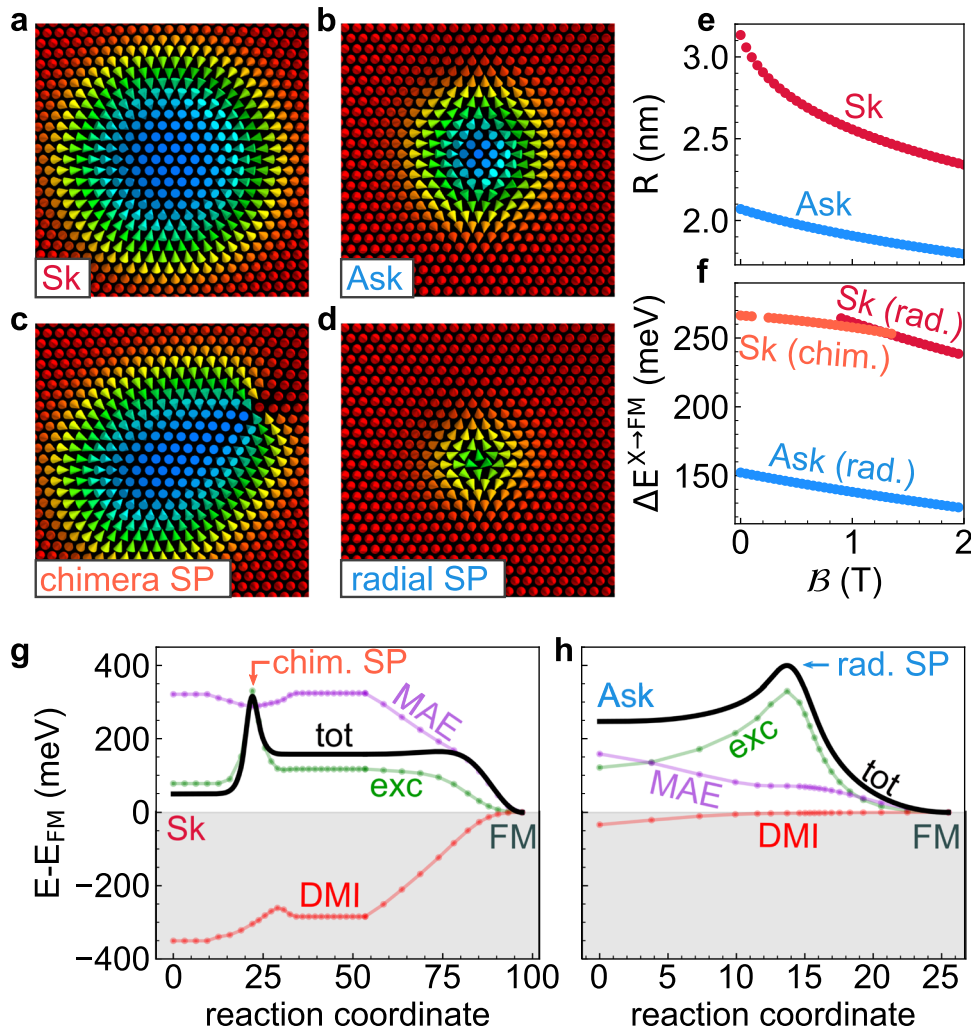 a
b
Sk
Ask
c
d
chimera SP
radial SP
e
R (nm)
3.0
2.5
2.0
Sk
Ask
f
ΔE^X→FM (meV)
250
200
150
Sk (rad.)
Sk (chim.)
Ask (rad.)
0 1 2
ℬ (T)
g
chim. SP
MAE
tot
exc
Sk
FM
DMI
E-E_FM (meV)
400
200
0
−200
−400
0 25 50 75 100
reaction coordinate
h
Ask
rad. SP
exc
MAE
tot
DMI
FM
0 5 10 15 20 25
reaction coordinate